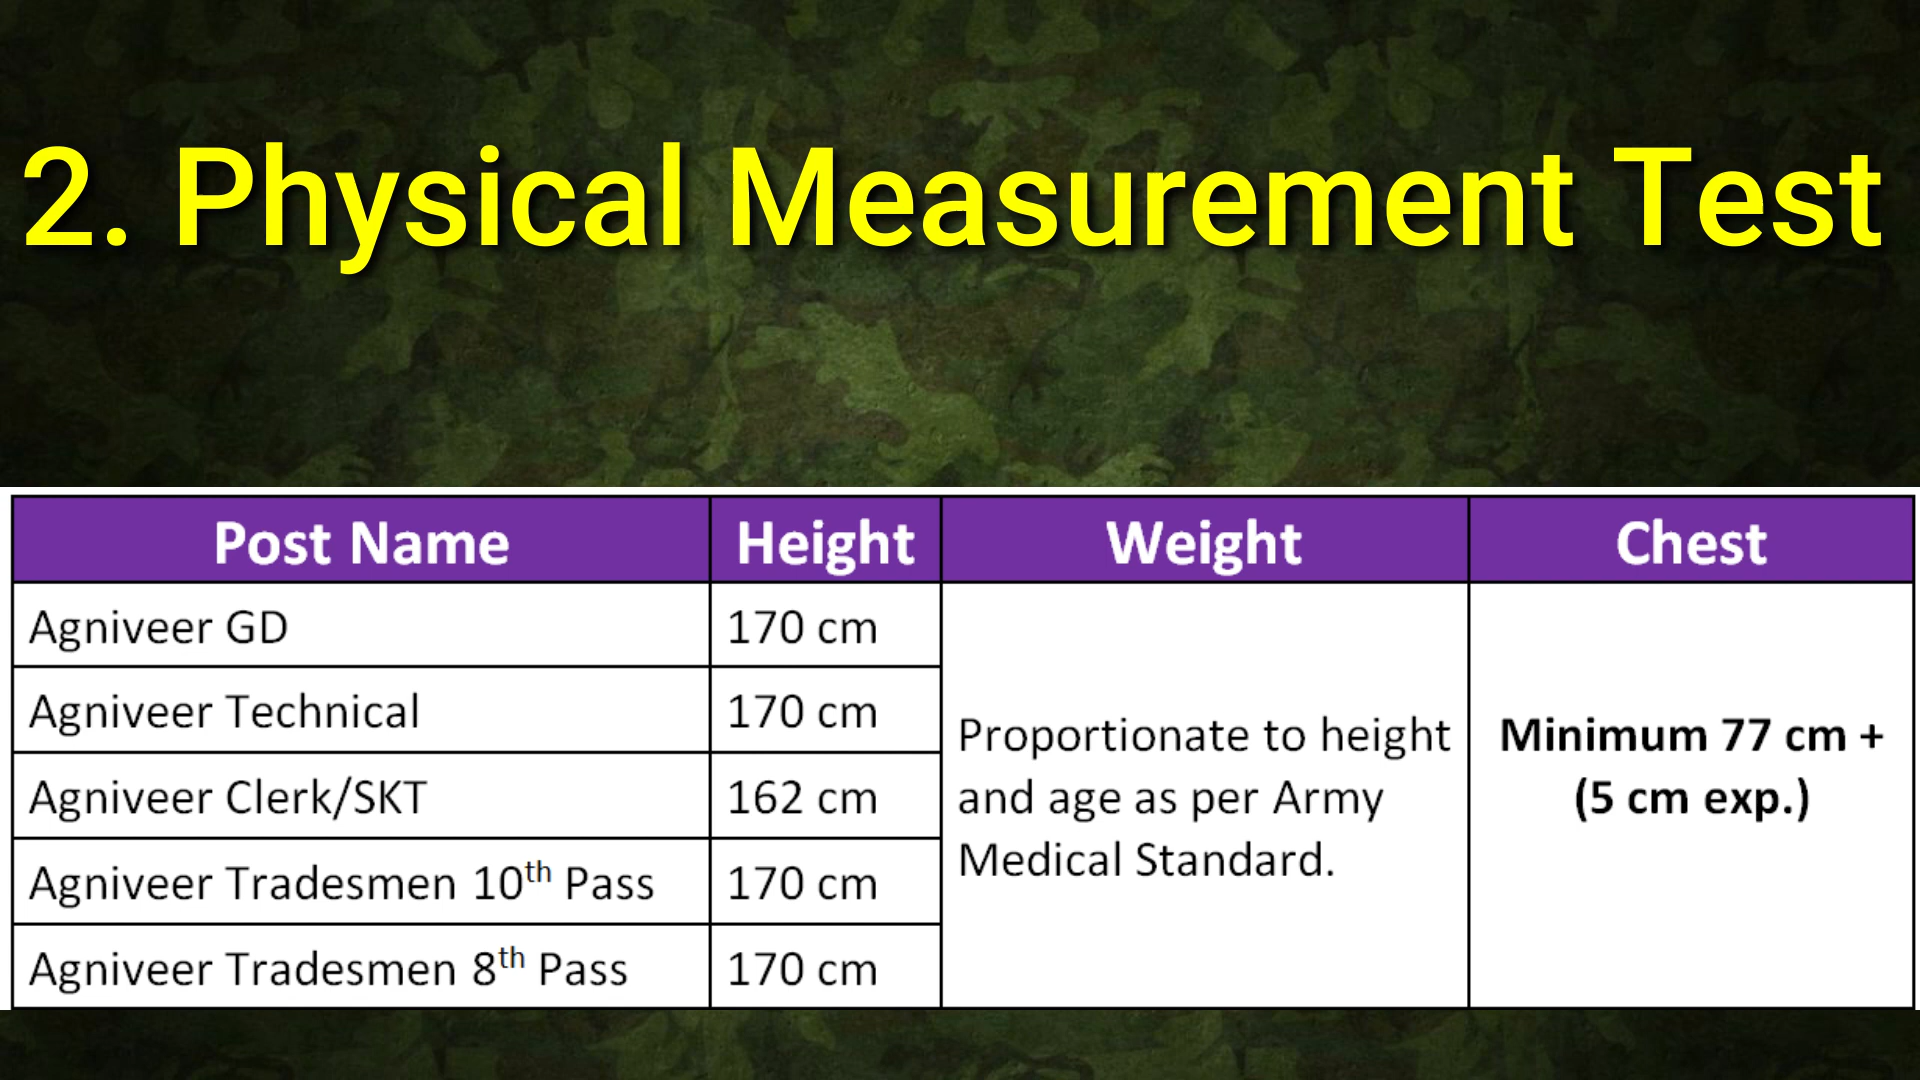 2. Physical Measurement Test
Post Name Height Weight Chest
Agniveer GD 170 cm
Agniveer Technical 170 cm
Agniveer Clerk/SKT 162 cm
Agniveer Tradesmen 10th Pass 170 cm
Agniveer Tradesmen 8th Pass 170 cm
Proportionate to height
and age as per Army
Medical Standard.
Minimum 77 cm +
(5 cm exp.)